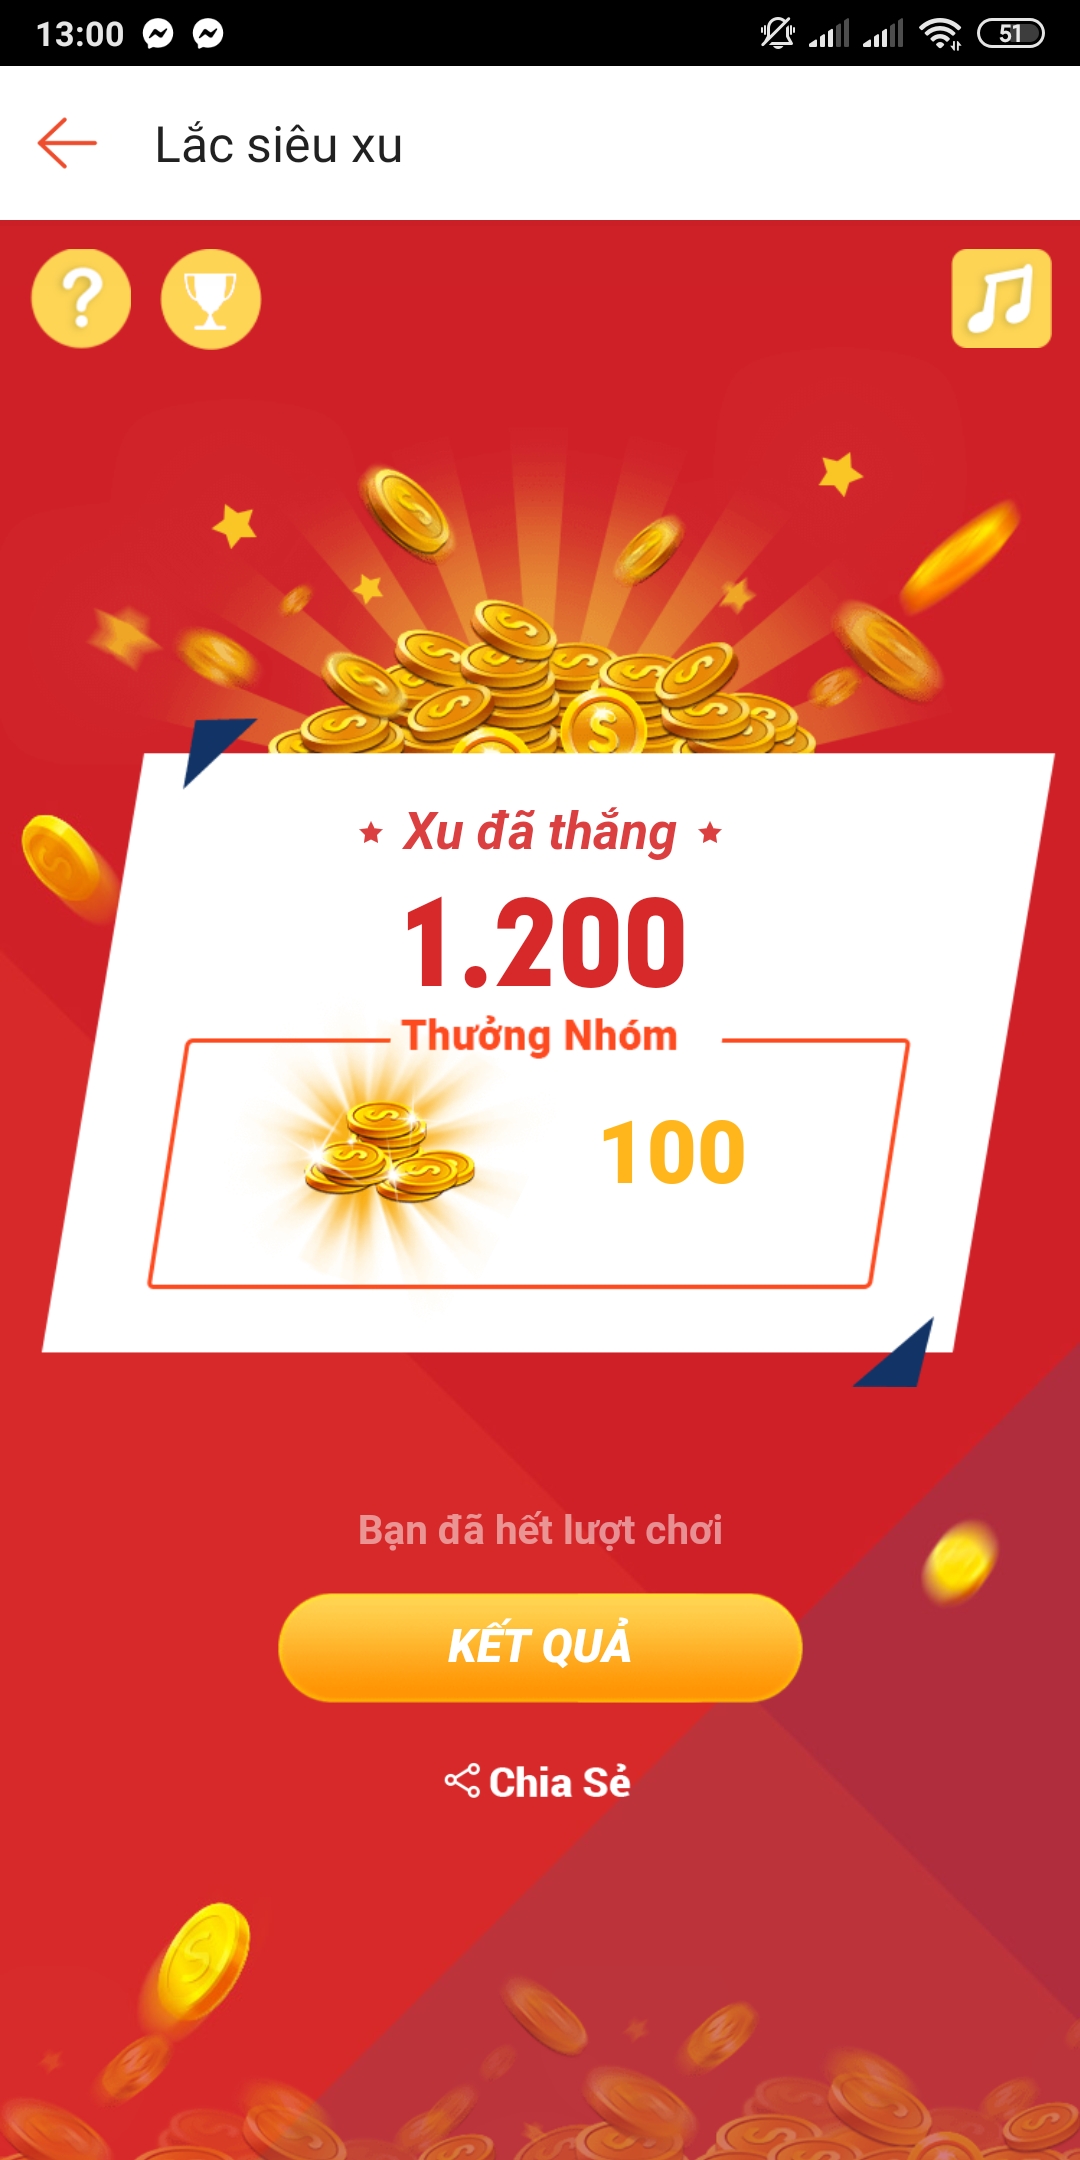 13:00
51
Lắc siêu xu
?
Xu đã thắng
1.200
Thưởng Nhóm
100
Bạn đã hết lượt chơi
KẾT QUẢ
Chia Sẻ